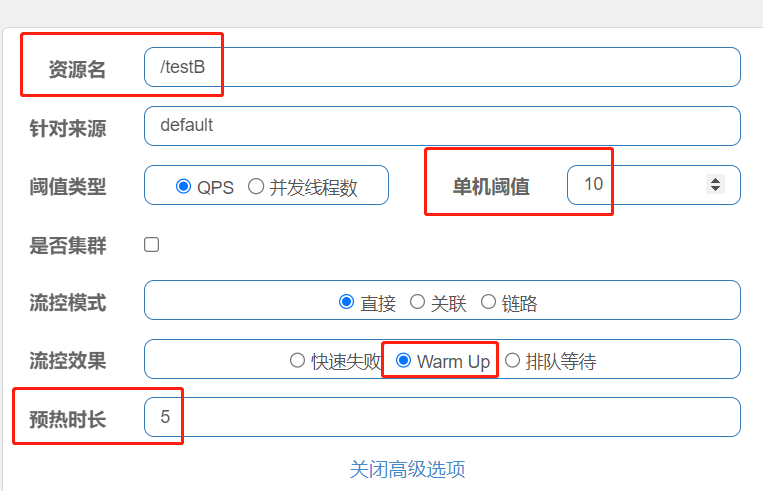 资源名 /testB
针对来源 default
阈值类型 QPS 并发线程数 单机阈值 10
是否集群
流控模式 直接 关联 链路
流控效果 快速失败 Warm Up 排队等待
预热时长 5
关闭高级选项